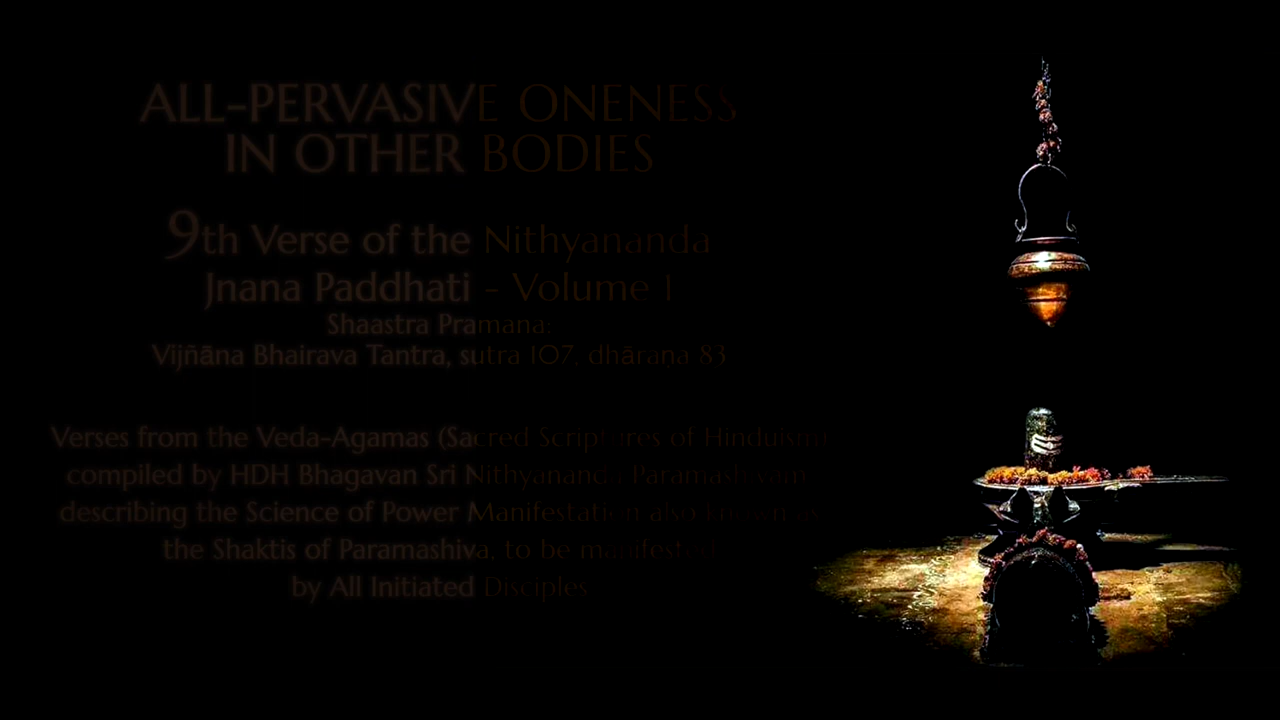 ALL-PERVASIVE ONENESS
IN OTHER BODIES
9th Verse of the Nithyananda
Jnana Paddhati - Volume 1
Shaastra Pramana:
Vijñāna Bhairava Tantra, sutra 107, dhāraṇa 83
Verses from the Veda-Agamas (Sacred Scriptures of Hinduism)
compiled by HDH Bhagavan Sri Nithyananda Paramashivam
describing the Science of Power Manifestation also known as
the Shaktis of Paramashiva, to be manifested
by All Initiated Disciples